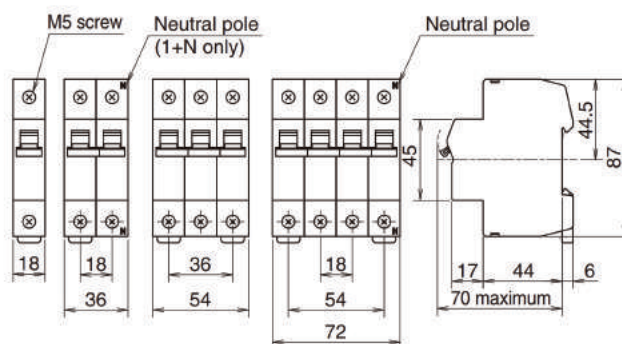 M5 screw
Neutral pole
(1+N only)
Neutral pole
N
N
N
N
45
44.5
87
18
18
36
36
54
18
54
72
17
44
6
70 maximum